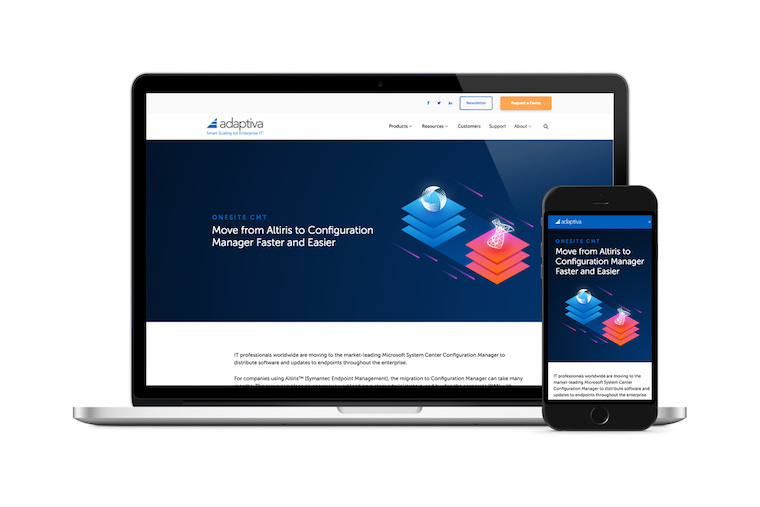 Newsletter
Request a Demo
adaptiva
Smart Scaling for Enterprise IT
Products
Resources
Customers
Support
About
ONESITE CMT
Move from Altiris to Configuration
Manager Faster and Easier
IT professionals worldwide are moving to the market-leading Microsoft System Center Configuration Manager to
distribute software and updates to endpoints throughout the enterprise.
For companies using Altiris™ (Symantec Endpoint Management), the migration to Configuration Manager can take many
adaptiva
ONESITE CMT
Move from Altiris to
Configuration Manager
Faster and Easier
IT professionals worldwide are moving to the
market-leading Microsoft System Center
Configuration Manager to distribute software and
updates to endpoints throughout the enterprise.